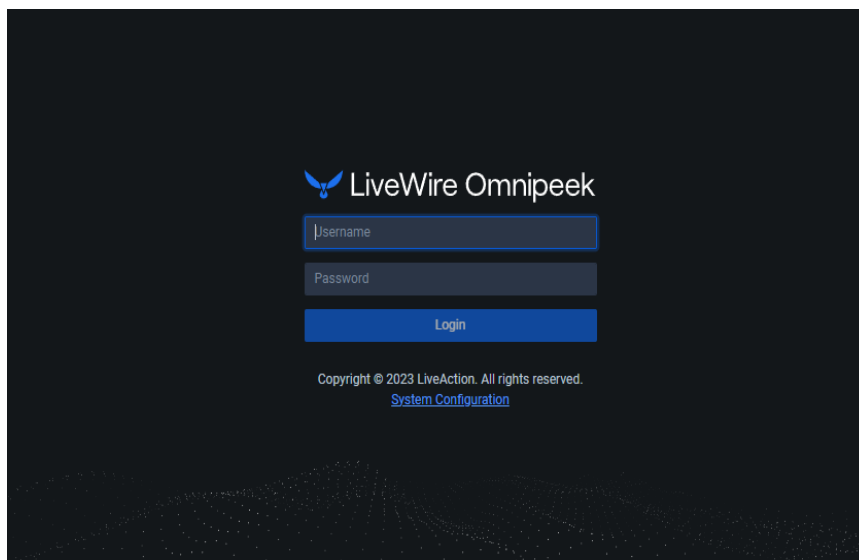 LiveWire Omnipeek
Username
Password
Login
Copyright © 2023 LiveAction. All rights reserved.
System Configuration